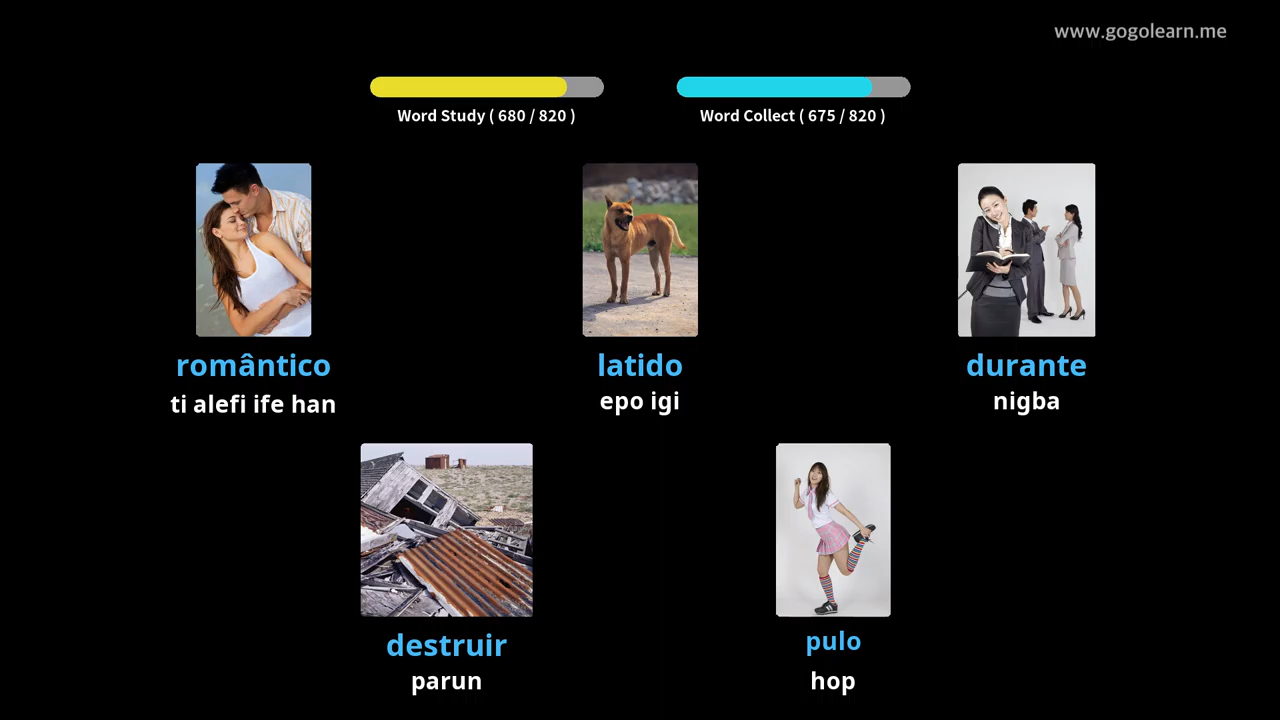 www.gogolearn.me
Word Study ( 680 / 820 )
Word Collect ( 675 / 820 )
romântico
ti alefi ife han
latido
epo igi
durante
nigba
destruir
parun
pulo
hop